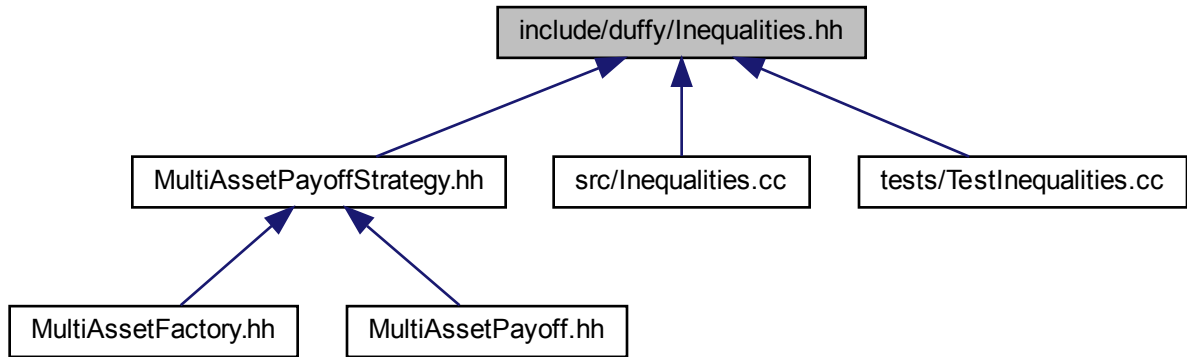 include/duffy/Inequalities.hh
MultiAssetPayoffStrategy.hh
src/Inequalities.cc
tests/TestInequalities.cc
MultiAssetFactory.hh
MultiAssetPayoff.hh